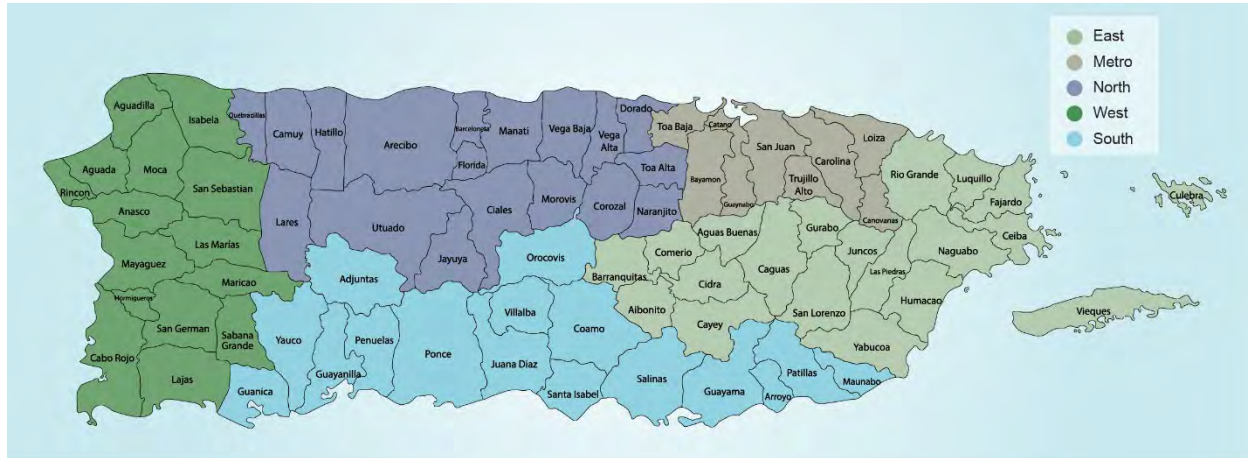 East
Metro
North
West
South
Aguadilla
Isabela
Quebradillas
Camuy
Hatillo
Arecibo
Barceloneta
Manati
Vega Baja
Vega
Alta
Dorado
Toa Baja
Catano
San Juan
Carolina
Loiza
Aguada
Moca
Rincon
San Sebastian
Anasco
Lares
Utuado
Florida
Ciales
Morovis
Corozal
Toa Alta
Naranjito
Bayamon
Guaynabo
Trujillo
Alto
Canovanas
Rio Grande
Luquillo
Fajardo
Culebra
Ceiba
Las Marías
Mayaguez
Maricao
Hormigueros
San German
Sabana
Grande
Cabo Rojo
Lajas
Adjuntas
Jayuya
Orocovis
Barranquitas
Comerio
Aguas Buenas
Gurabo
Juncos
Naguabo
Cidra
Caguas
Las Piedras
Humacao
Vieques
Aibonito
Cayey
San Lorenzo
Yabucoa
Yauco
Guanica
Guayanilla
Penuelas
Ponce
Villalba
Juana Diaz
Coamo
Santa Isabel
Salinas
Guayama
Patillas
Arroyo
Maunabo